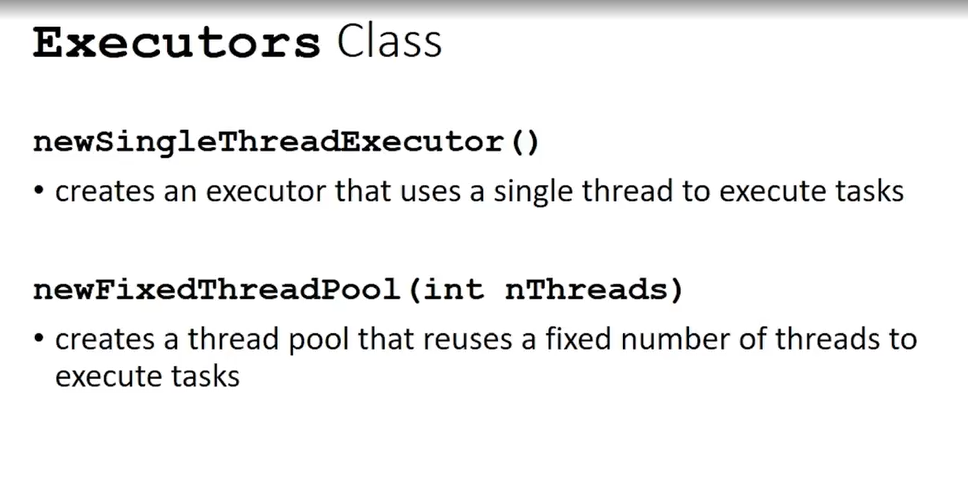 Executors Class
newSingleThreadExecutor()
• creates an executor that uses a single thread to execute tasks
newFixedThreadPool(int nThreads)
• creates a thread pool that reuses a fixed number of threads to
execute tasks